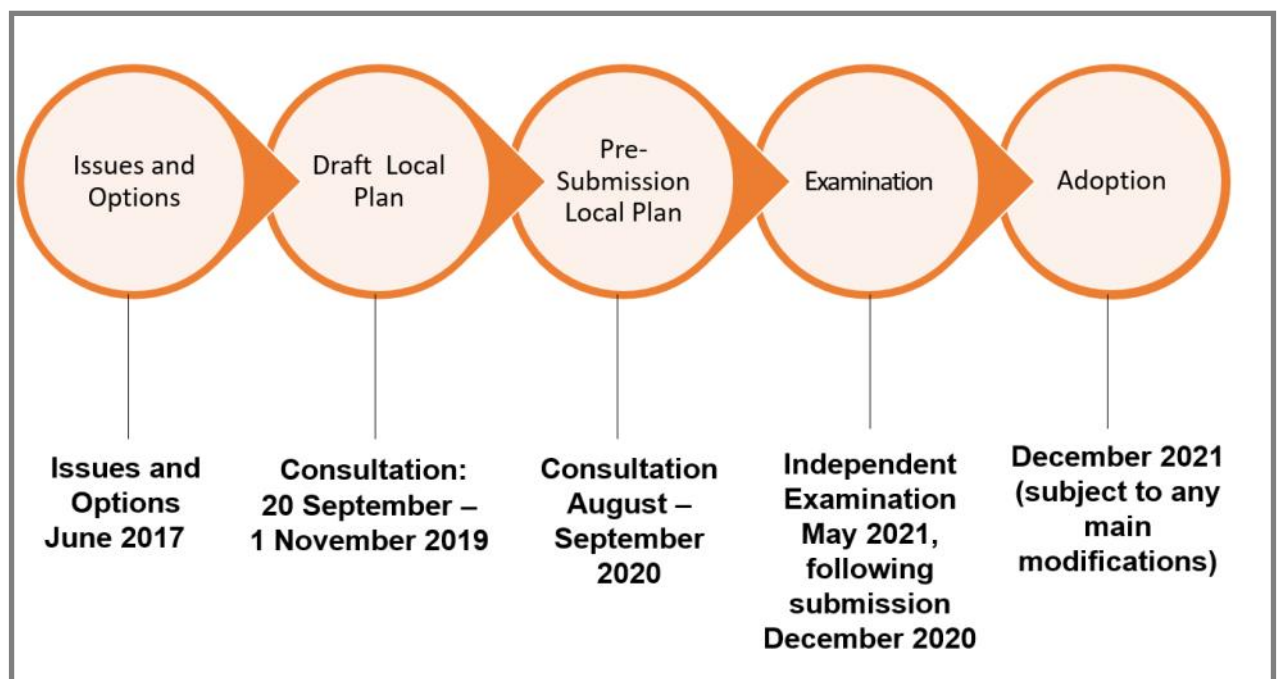 Issues and
Options
Draft Local
Plan
Pre-
Submission
Local Plan
Examination
Adoption
Issues and
Options
June 2017
Consultation:
20 September –
1 November 2019
Consultation
August –
September
2020
Independent
Examination
May 2021,
following
submission
December 2020
December 2021
(subject to any
main
modifications)